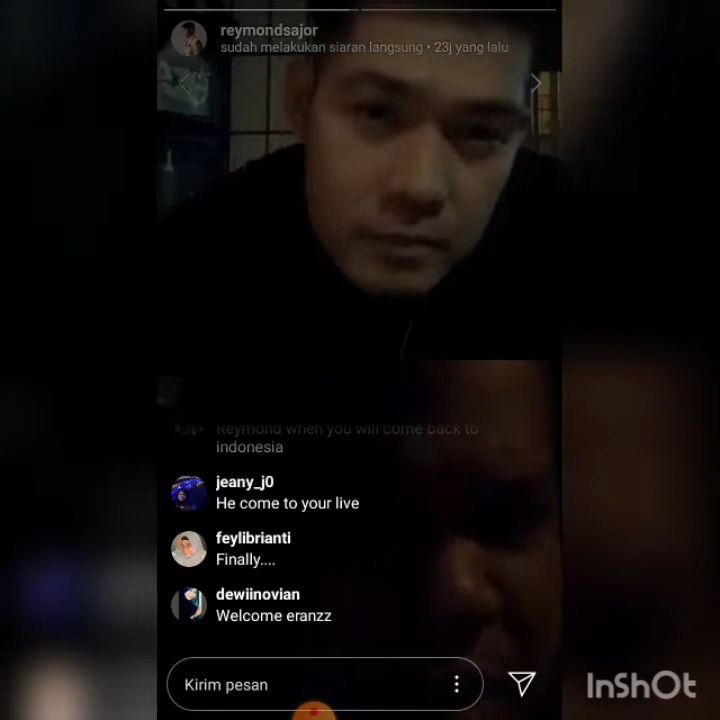 reymondsajor
sudah melakukan siaran langsung • 23j yang lalu
Reymond when you will come back to
indonesia
jeany_j0
He come to your live
feylibrianti
Finally....
dewiinovian
Welcome eranzz
Kirim pesan
InShOt